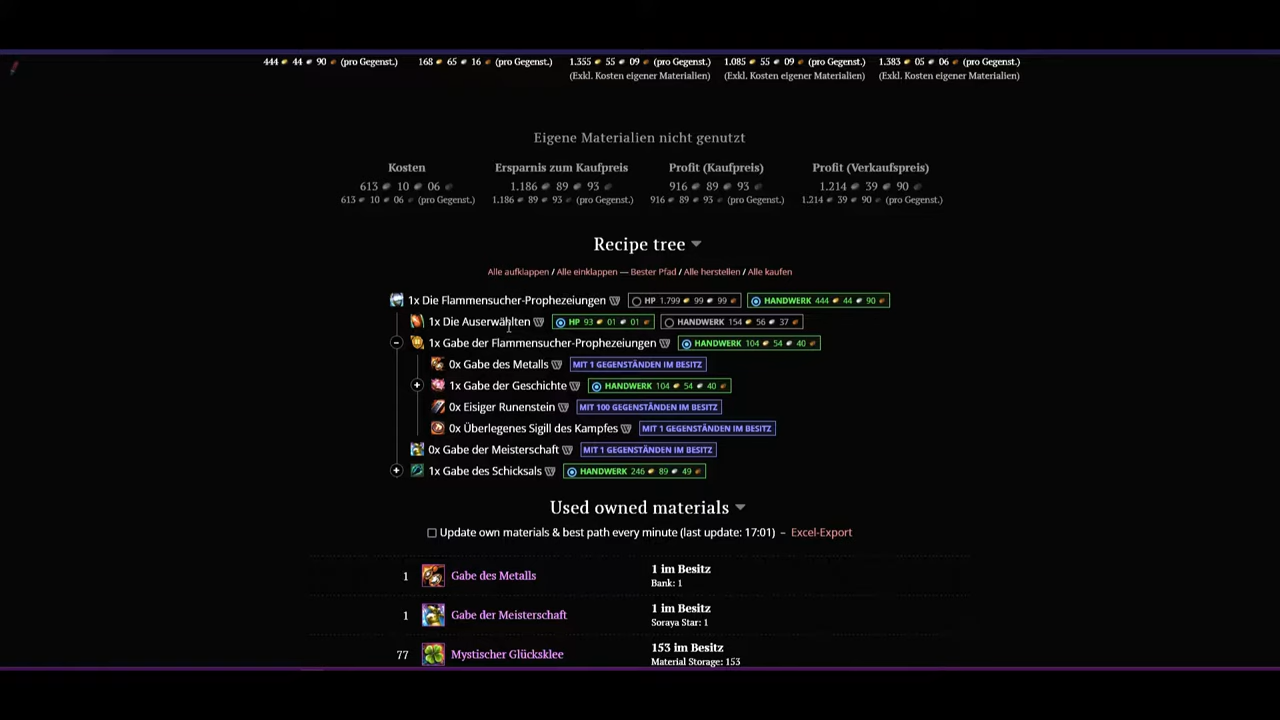 444 44 90 (pro Gegenst.) 168 65 16 (pro Gegenst.) 1.355 55 09 (pro Gegenst.) 1.085 55 09 (pro Gegenst.) 1.383 05 06 (pro Gegenst.)
(Exkl. Kosten eigener Materialien) (Exkl. Kosten eigener Materialien) (Exkl. Kosten eigener Materialien)
Eigene Materialien nicht genutzt
Kosten Ersparnis zum Kaufpreis Profit (Kaufpreis) Profit (Verkaufspreis)
613 10 06 1.186 89 93 916 89 93 1.214 39 90
613 10 06 (pro Gegenst.) 1.186 89 93 (pro Gegenst.) 916 89 93 (pro Gegenst.) 1.214 39 90 (pro Gegenst.)
Recipe tree
Alle aufklappen / Alle einklappen — Bester Pfad / Alle herstellen / Alle kaufen
1x Die Flammensucher-Prophezeiungen HP 1.799 99 99 HANDWERK 444 44 90
1x Die Auserwählten HP 93 01 01 HANDWERK 154 56 37
1x Gabe der Flammensucher-Prophezeiungen HANDWERK 104 54 40
0x Gabe des Metalls MIT 1 GEGENSTÄNDEN IM BESITZ
1x Gabe der Geschichte HANDWERK 104 54 40
0x Eisiger Runenstein MIT 100 GEGENSTÄNDEN IM BESITZ
0x Überlegenes Sigill des Kampfes MIT 1 GEGENSTÄNDEN IM BESITZ
0x Gabe der Meisterschaft MIT 1 GEGENSTÄNDEN IM BESITZ
1x Gabe des Schicksals HANDWERK 246 89 49
Used owned materials
Update own materials & best path every minute (last update: 17:01) – Excel-Export
1 Gabe des Metalls 1 im Besitz
Bank: 1
1 Gabe der Meisterschaft 1 im Besitz
Soraya Star: 1
77 Mystischer Glücksklee 153 im Besitz
Material Storage: 153